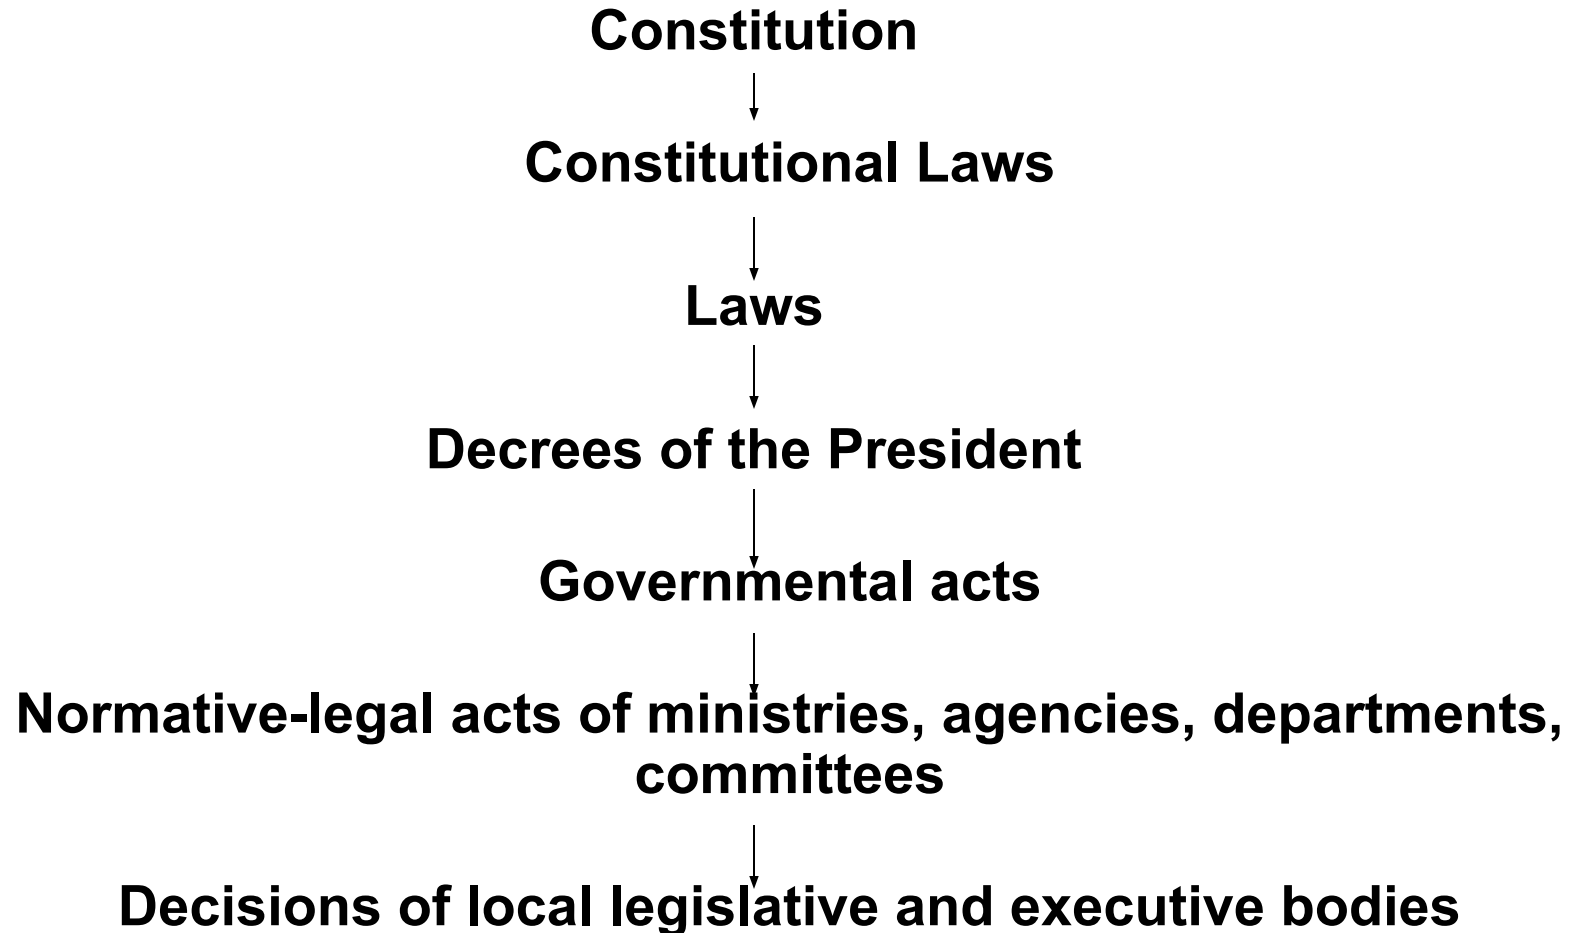 Constitution
Constitutional Laws
Laws
Decrees of the President
Governmental acts
Normative-legal acts of ministries, agencies, departments,
committees
Decisions of local legislative and executive bodies